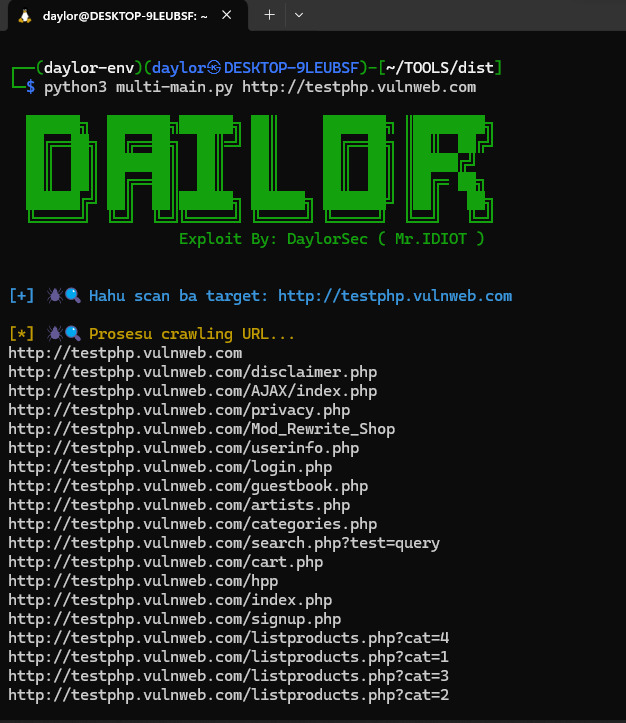 daylor@DESKTOP-9LEUBSF: ~
(daylor-env)(daylor㉿DESKTOP-9LEUBSF)-[~/TOOLS/dist]
$ python3 multi-main.py http://testphp.vulnweb.com
DAILOR
Exploit By: DaylorSec ( Mr.IDIOT )
[+] 🕷️🔍 Hahu scan ba target: http://testphp.vulnweb.com
[*] 🕷️🔍 Prosesu crawling URL...
http://testphp.vulnweb.com
http://testphp.vulnweb.com/disclaimer.php
http://testphp.vulnweb.com/AJAX/index.php
http://testphp.vulnweb.com/privacy.php
http://testphp.vulnweb.com/Mod_Rewrite_Shop
http://testphp.vulnweb.com/userinfo.php
http://testphp.vulnweb.com/login.php
http://testphp.vulnweb.com/guestbook.php
http://testphp.vulnweb.com/artists.php
http://testphp.vulnweb.com/categories.php
http://testphp.vulnweb.com/search.php?test=query
http://testphp.vulnweb.com/cart.php
http://testphp.vulnweb.com/hpp
http://testphp.vulnweb.com/index.php
http://testphp.vulnweb.com/signup.php
http://testphp.vulnweb.com/listproducts.php?cat=4
http://testphp.vulnweb.com/listproducts.php?cat=1
http://testphp.vulnweb.com/listproducts.php?cat=3
http://testphp.vulnweb.com/listproducts.php?cat=2